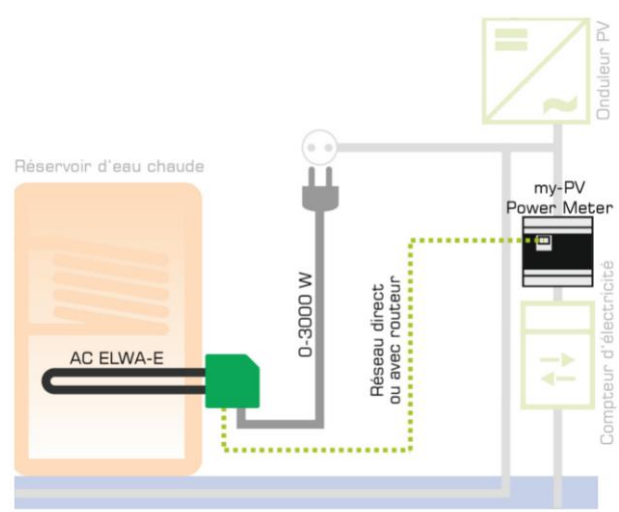 Onduleur PV
Réservoir d'eau chaude
my-PV
Power Meter
0-3000 W
Réseau direct
ou avec routeur
Compteur d'électricité
AC ELWA-E